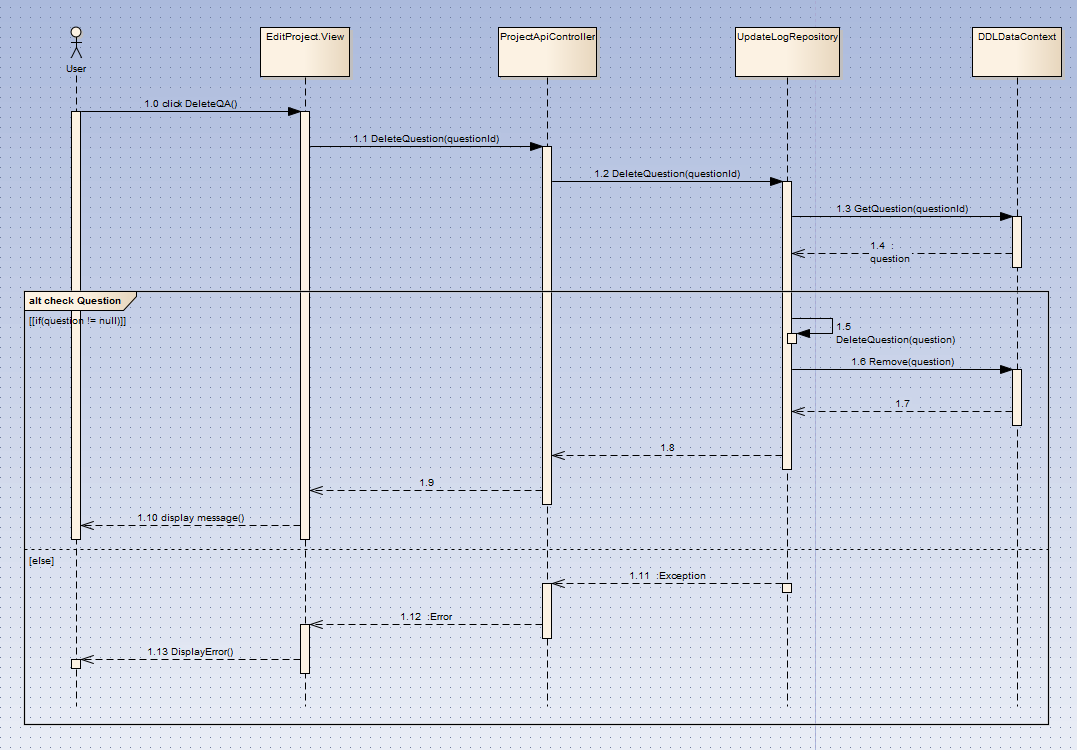 User
EditProject.View
ProjectApiController
UpdateLogRepository
DDLDataContext
1.0 click DeleteQA()
1.1 DeleteQuestion(questionId)
1.2 DeleteQuestion(questionId)
1.3 GetQuestion(questionId)
1.4 :
question
alt check Question
[[if(question != null)]]
1.5
DeleteQuestion(question)
1.6 Remove(question)
1.7
1.8
1.9
1.10 display message()
[else]
1.11 :Exception
1.12 :Error
1.13 DisplayError()